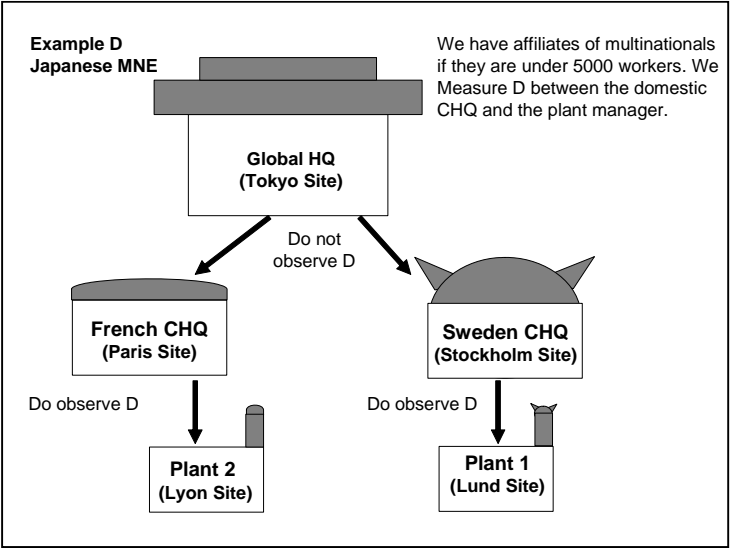 Example D
Japanese MNE
We have affiliates of multinationals
if they are under 5000 workers. We
Measure D between the domestic
CHQ and the plant manager.
Global HQ
(Tokyo Site)
Do not
observe D
French CHQ
(Paris Site)
Sweden CHQ
(Stockholm Site)
Do observe D
Do observe D
Plant 2
(Lyon Site)
Plant 1
(Lund Site)